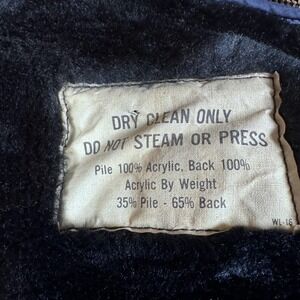 DRY CLEAN ONLY
DO NOT STEAM OR PRESS
Pile 100% Acrylic, Back 100%
Acrylic By Weight
35% Pile - 65% Back
WL-16